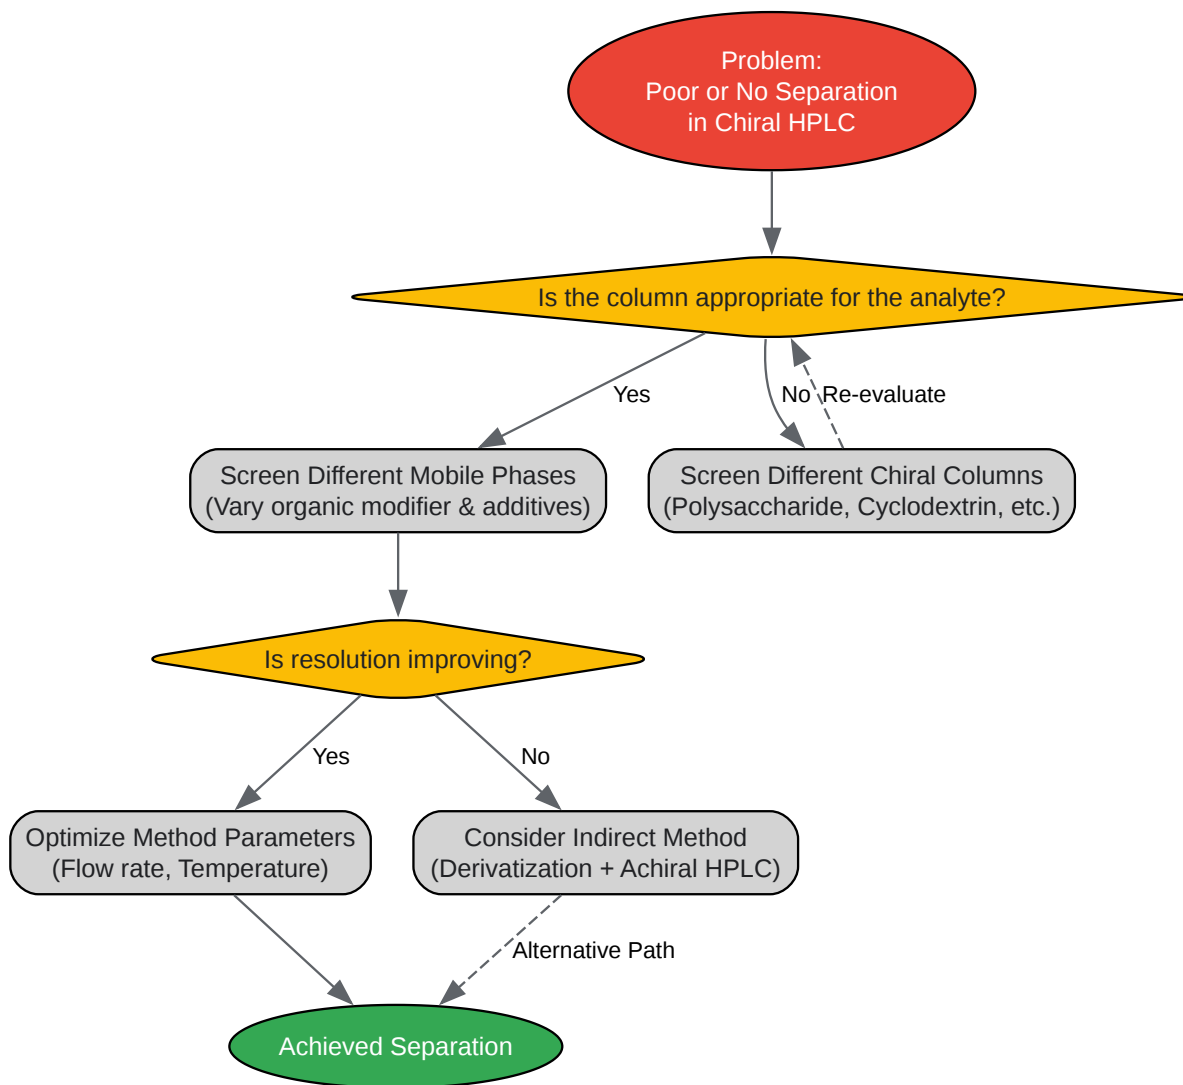 Problem:
Poor or No Separation
in Chiral HPLC
Is the column appropriate for the analyte?
Yes
No
Re-evaluate
Screen Different Mobile Phases
(Vary organic modifier & additives)
Screen Different Chiral Columns
(Polysaccharide, Cyclodextrin, etc.)
Is resolution improving?
Yes
No
Optimize Method Parameters
(Flow rate, Temperature)
Consider Indirect Method
(Derivatization + Achiral HPLC)
Alternative Path
Achieved Separation